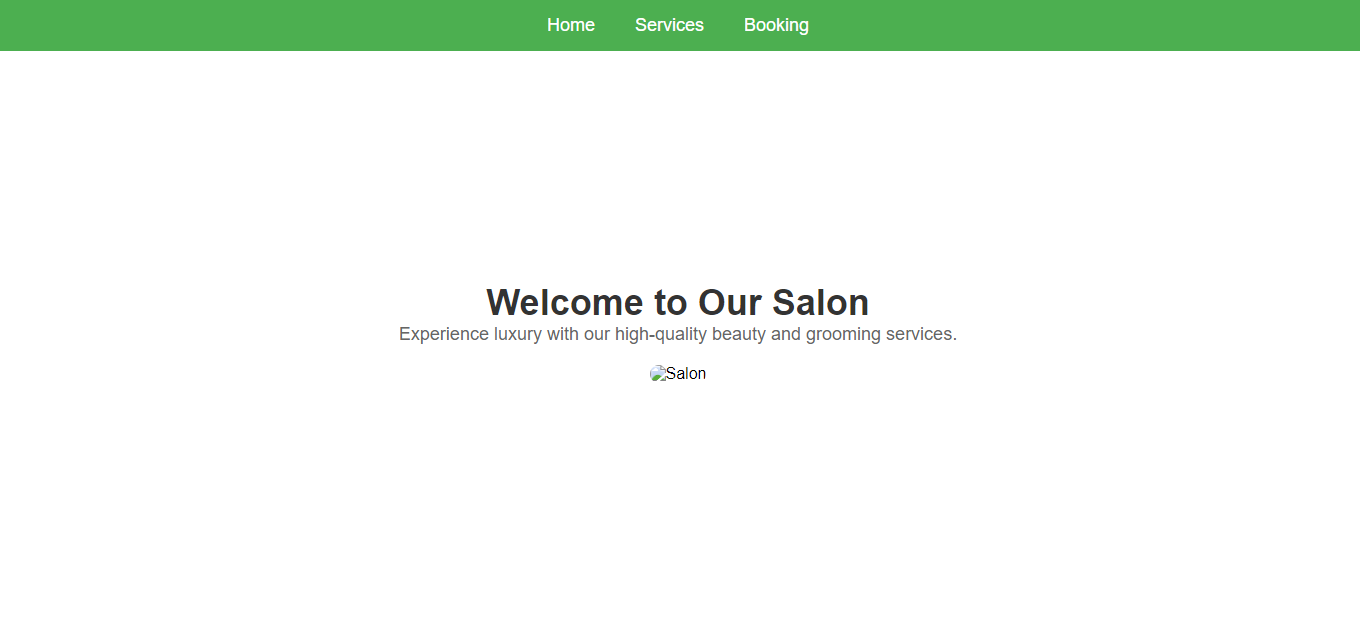 Home Services Booking
Welcome to Our Salon
Experience luxury with our high-quality beauty and grooming services.
Salon